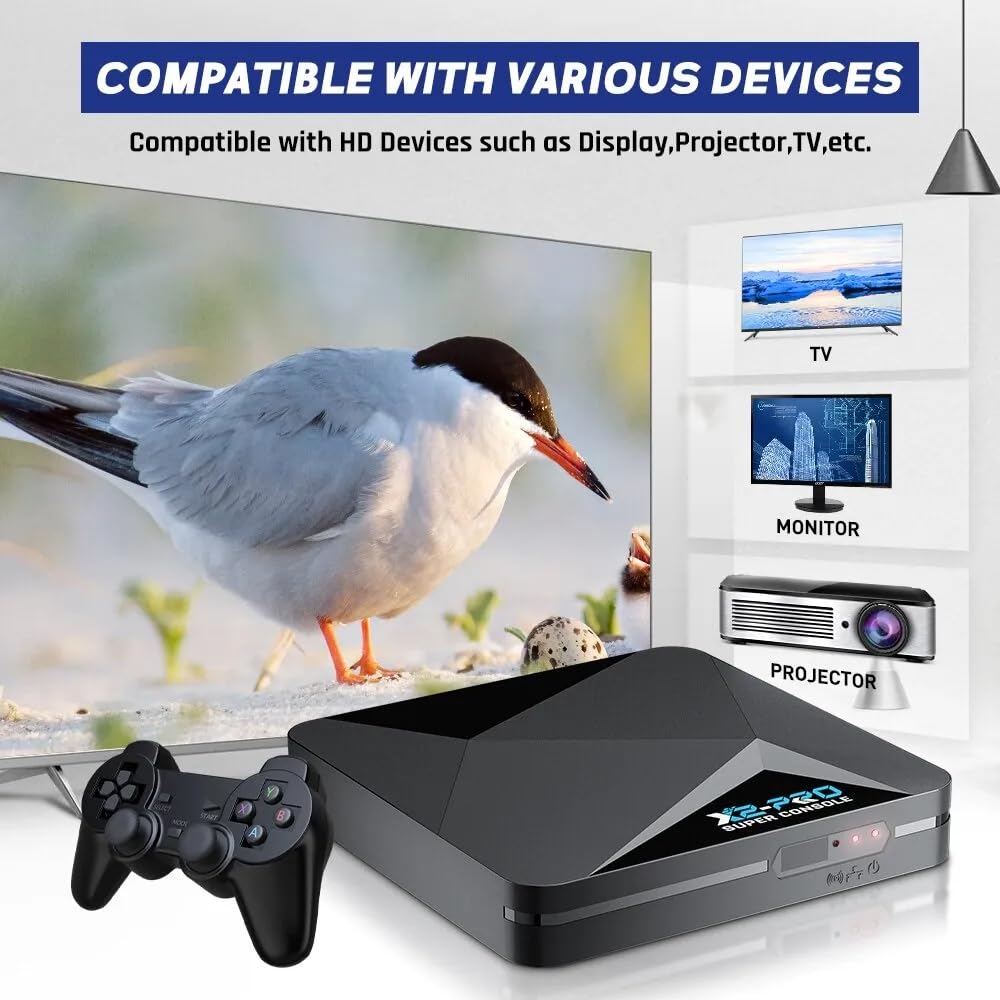 COMPATIBLE WITH VARIOUS DEVICES
Compatible with HD Devices such as Display,Projector,TV,etc.
TV
MONITOR
PROJECTOR
X2-PRO
SUPER CONSOLE
SELECT
MODE
START
Y
X
B
A
acer